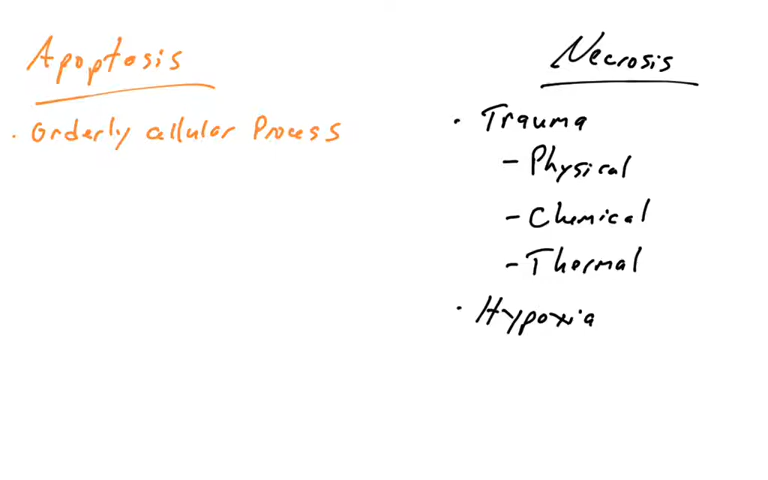 Apoptosis
. Orderly cellular Process
Necrosis
. Trauma
- Physical
- Chemical
- Thermal
. Hypoxia